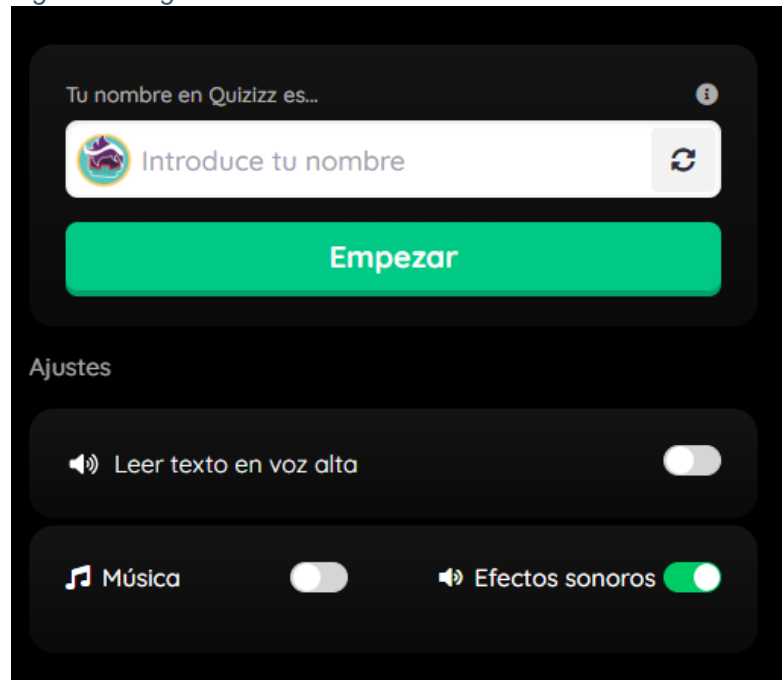 Tu nombre en Quizizz es...
Introduce tu nombre
Empezar
Ajustes
Leer texto en voz alta
Música Efectos sonoros